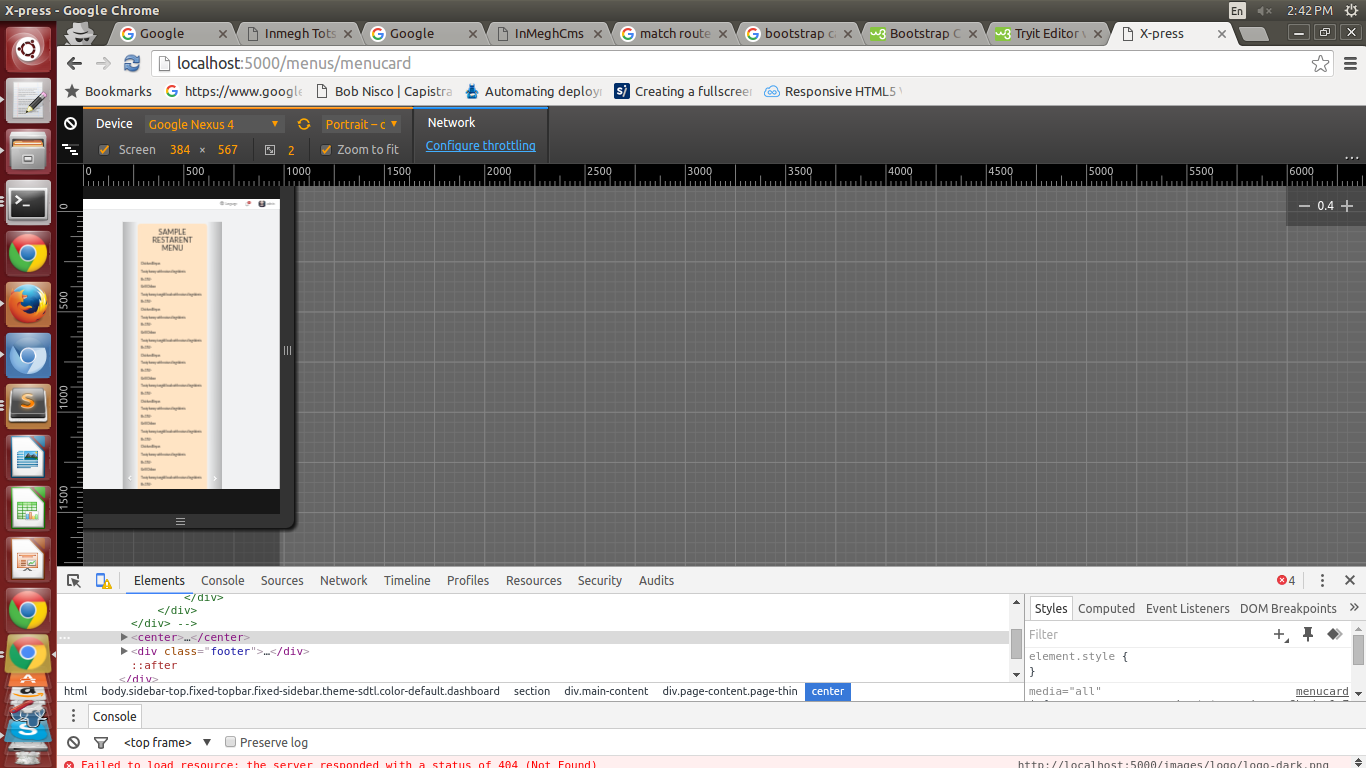 X-press - Google Chrome
En
2:42 PM
Google
Inmegh Tots
Google
InMeghCms
match route
bootstrap ca
Bootstrap C
Tryit Editor v
X-press
localhost:5000/menus/menucard
Bookmarks
https://www.google
Bob Nisco | Capistra
Automating deploy
Creating a fullscree
Responsive HTML5
Device
Google Nexus 4
Portrait – c
Network
Screen 384 × 567
2
Zoom to fit
Configure throttling
...
0 500 1000 1500 2000 2500 3000 3500 4000 4500 5000 5500 6000
0
500
1000
1500
0.4
SAMPLE
RESTARENT
MENU
Elements Console Sources Network Timeline Profiles Resources Security Audits
4
</div>
</div>
</div> -->
<center>…</center>
<div class="footer">…</div>
::after
</div>
html body.sidebar-top.fixed-topbar.fixed-sidebar.theme-sdtl.color-default.dashboard section div.main-content div.page-content.page-thin center
Styles Computed Event Listeners DOM Breakpoints »
Filter
element.style {
}
media="all"
menucard
Console
<top frame>
Preserve log
Failed to load resource: the server responded with a status of 404 (Not Found)
http://localhost:5000/images/logo/logo-dark.png